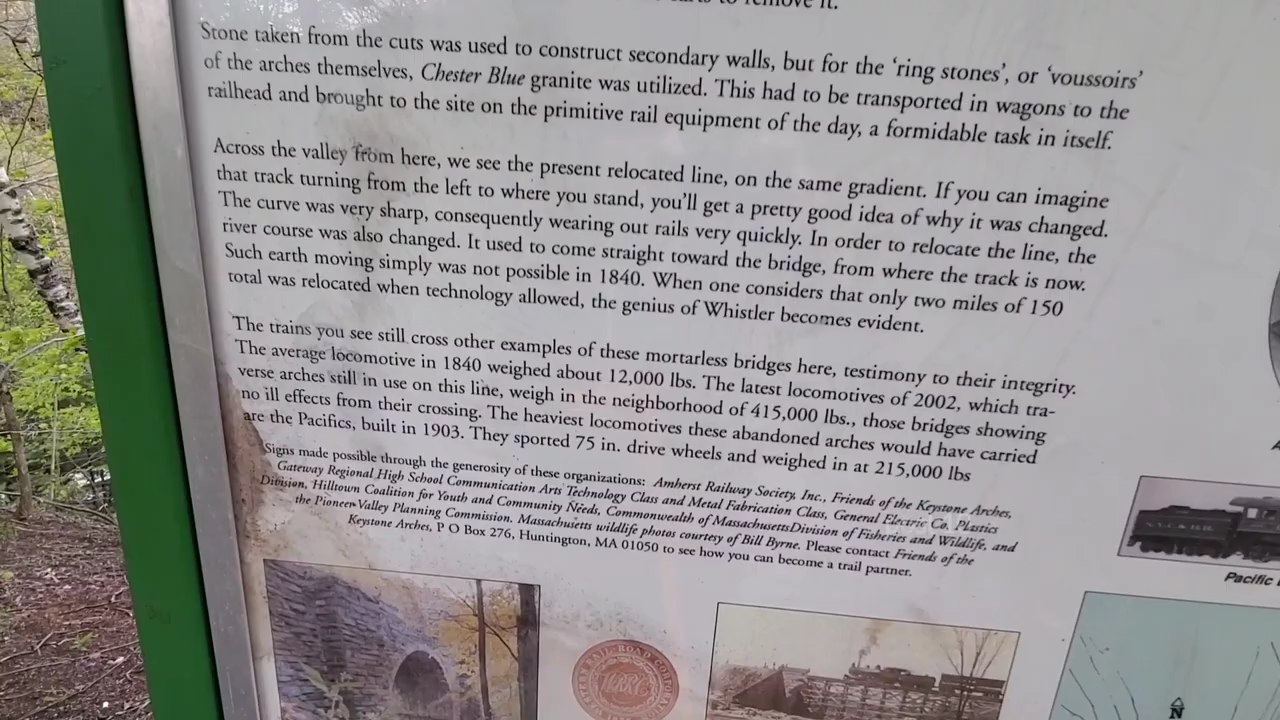 to remove it.
Stone taken from the cuts was used to construct secondary walls, but for the ‘ring stones’, or ‘voussoirs’
of the arches themselves, Chester Blue granite was utilized. This had to be transported in wagons to the
railhead and brought to the site on the primitive rail equipment of the day, a formidable task in itself.
Across the valley from here, we see the present relocated line, on the same gradient. If you can imagine
that track turning from the left to where you stand, you’ll get a pretty good idea of why it was changed.
The curve was very sharp, consequently wearing out rails very quickly. In order to relocate the line, the
river course was also changed. It used to come straight toward the bridge, from where the track is now.
Such earth moving simply was not possible in 1840. When one considers that only two miles of 150
total was relocated when technology allowed, the genius of Whistler becomes evident.
The trains you see still cross other examples of these mortarless bridges here, testimony to their integrity.
The average locomotive in 1840 weighed about 12,000 lbs. The latest locomotives of 2002, which tra-
verse arches still in use on this line, weigh in the neighborhood of 415,000 lbs., those bridges showing
no ill effects from their crossing. The heaviest locomotives these abandoned arches would have carried
are the Pacifics, built in 1903. They sported 75 in. drive wheels and weighed in at 215,000 lbs
Signs made possible through the generosity of these organizations: Amherst Railway Society, Inc., Friends of the Keystone Arches,
Gateway Regional High School Communication Arts Technology Class and Metal Fabrication Class, General Electric Co. Plastics
Division, Hilltown Coalition for Youth and Community Needs, Commonwealth of MassachusettsDivision of Fisheries and Wildlife, and
the Pioneer Valley Planning Commission. Massachusetts wildlife photos courtesy of Bill Byrne. Please contact Friends of the
Keystone Arches, P O Box 276, Huntington, MA 01050 to see how you can become a trail partner.
Pacific
N